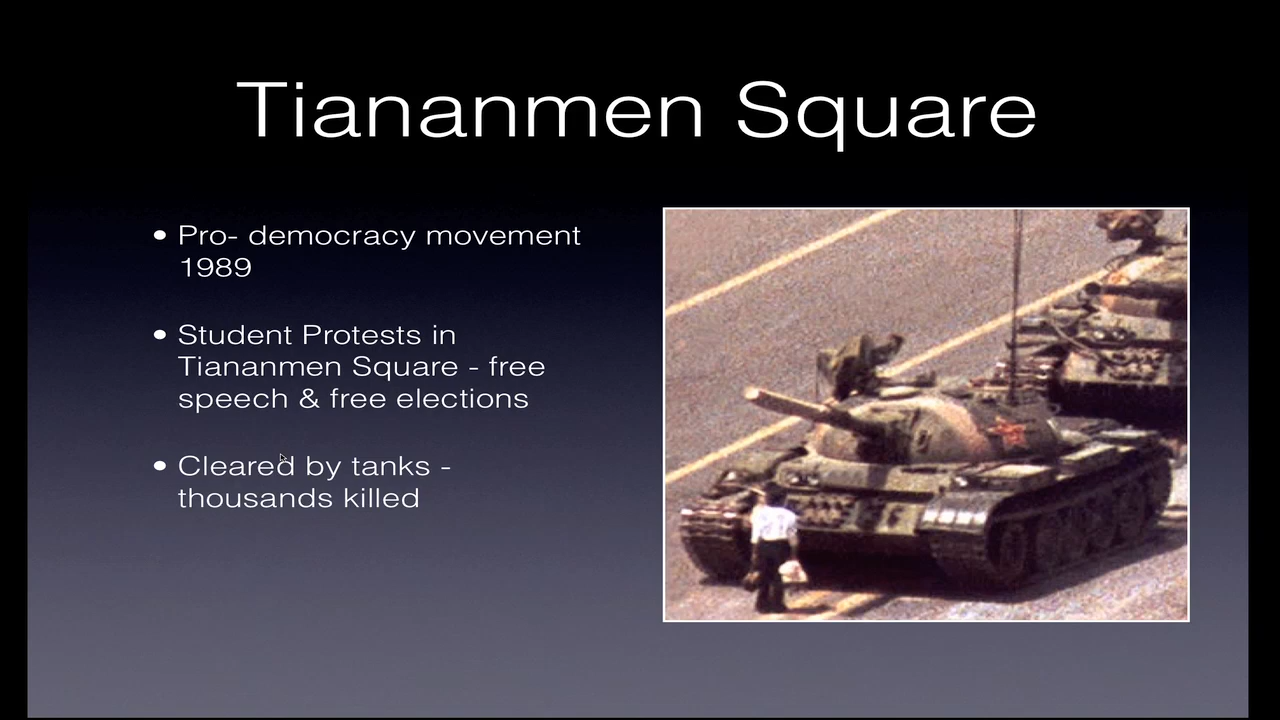 Tiananmen Square
• Pro- democracy movement
1989
• Student Protests in
Tiananmen Square - free
speech & free elections
• Cleared by tanks -
thousands killed